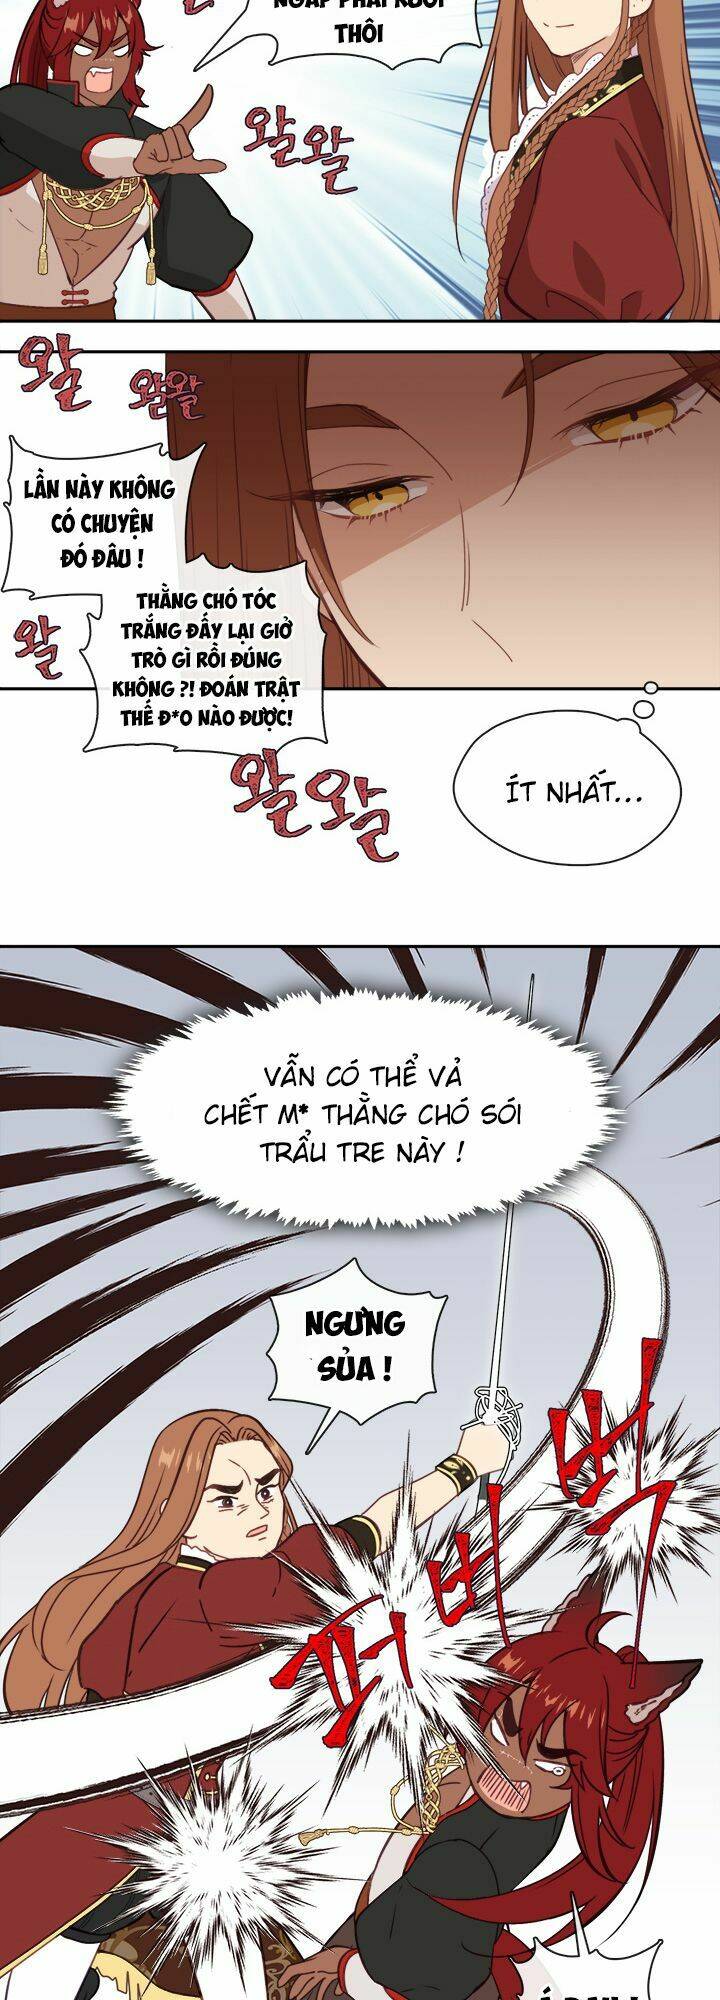 NGÁP PHẢI RUỒI
THÔI
왈왈
왈
왈왈
LẦN NÀY KHÔNG
CÓ CHUYỆN
ĐÓ ĐÂU !
THẰNG CHÓ TÓC
TRẮNG ĐẤY LẠI GIỞ
TRÒ GÌ RỒI ĐÚNG
KHÔNG ?! ĐOÁN TRẬT
THẾ Đ*O NÀO ĐƯỢC!
왈
왈왈
ÍT NHẤT...
VẪN CÓ THỂ VẢ
CHẾT M* THẰNG CHÓ SÓI
TRẨU TRE NÀY !
NGƯNG
SỦA !
퍼버벅